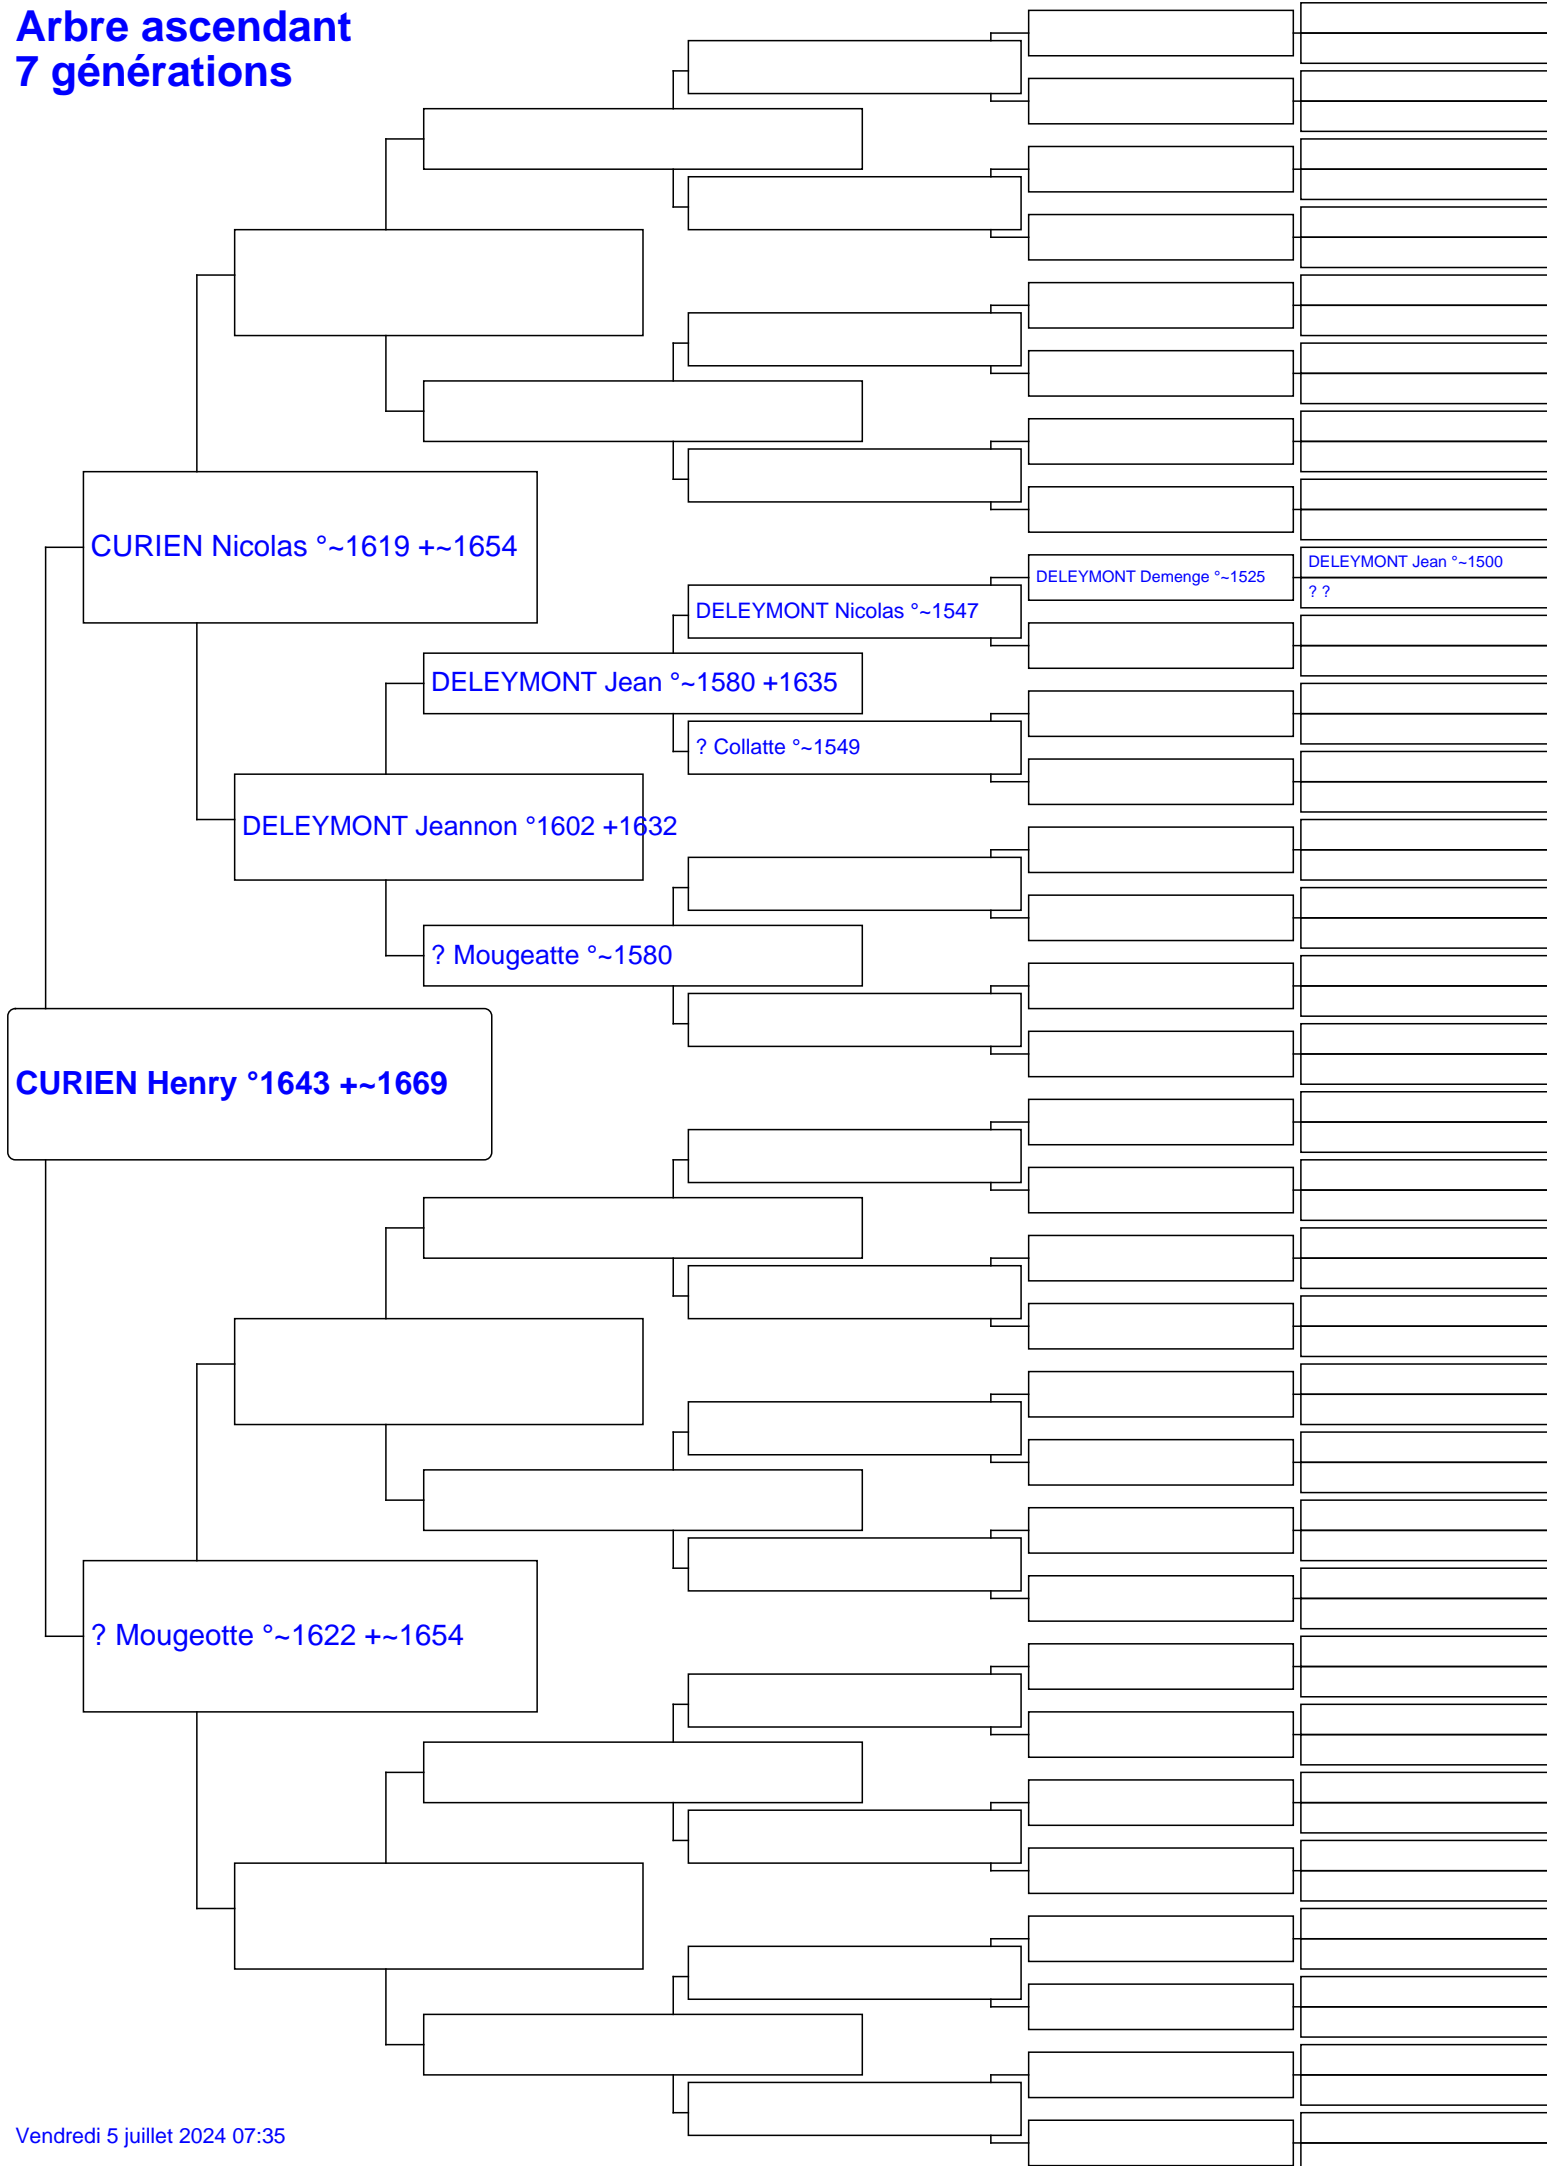 Arbre ascendant
7 générations
CURIEN Nicolas °~1619 +~1654
DELEYMONT Demenge °~1525
DELEYMONT Jean °~1500
? ?
DELEYMONT Nicolas °~1547
DELEYMONT Jean °~1580 +1635
? Collatte °~1549
DELEYMONT Jeannon °1602 +1632
? Mougeatte °~1580
CURIEN Henry °1643 +~1669
? Mougeotte °~1622 +~1654
Vendredi 5 juillet 2024 07:35